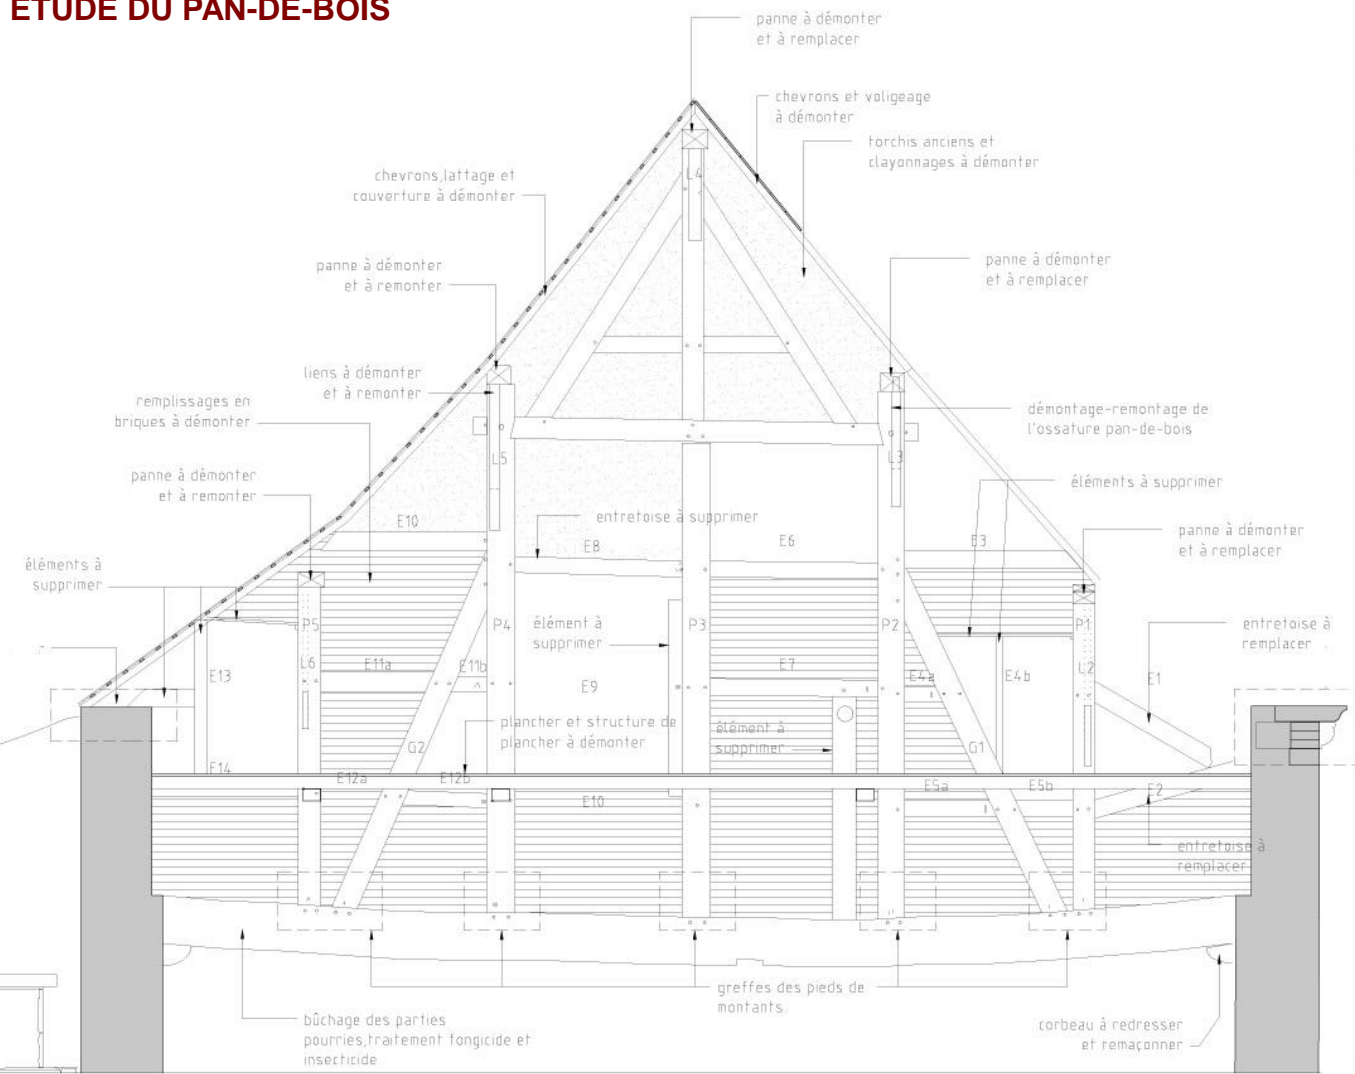 ETUDE DU PAN-DE-BOIS
panne à démonter
et à remplacer
chevrons et voligeage
à démonter
torchis anciens et
clayonnages à démonter
chevrons,lattage et
couverture à démonter
L4
panne à démonter
et à remonter
panne à démonter
et à remplacer
liens à démonter
et à remonter
remplissages en
briques à démonter
démontage-remontage de
l'ossature pan-de-bois
L5
L3
panne à démonter
et à remonter
éléments à supprimer
E10
entretoise à supprimer
E8
E6
E3
panne à démonter
et à remplacer
éléments à
supprimer
P5
P4
élément à
supprimer
P3
P2
P1
entretoise à
remplacer
E13
L6
E11a
E11b
E9
E7
E4a
E4b
L2
E1
plancher et structure de
plancher à démonter
élément à
supprimer
G2
G1
E14
E12a
E12b
E10
E5a
E5b
E2
entretoise à
remplacer
greffes des pieds de
montants
bûchage des parties
pourries,traitement fongicide et
insecticide
corbeau à redresser
et remaçonner